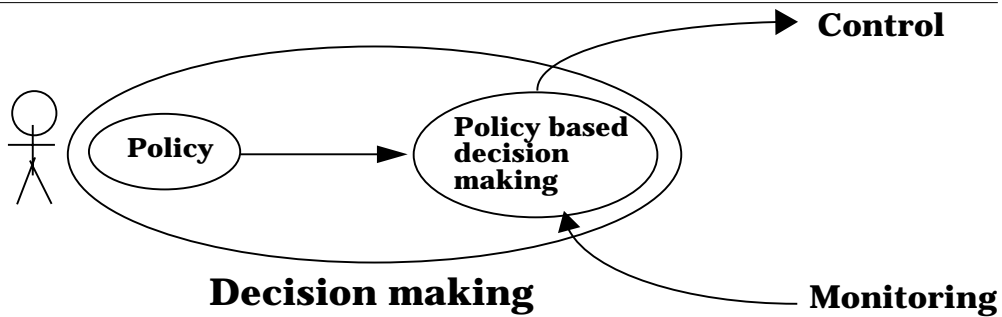 Control
Policy
Policy based
decision
making
Decision making
Monitoring